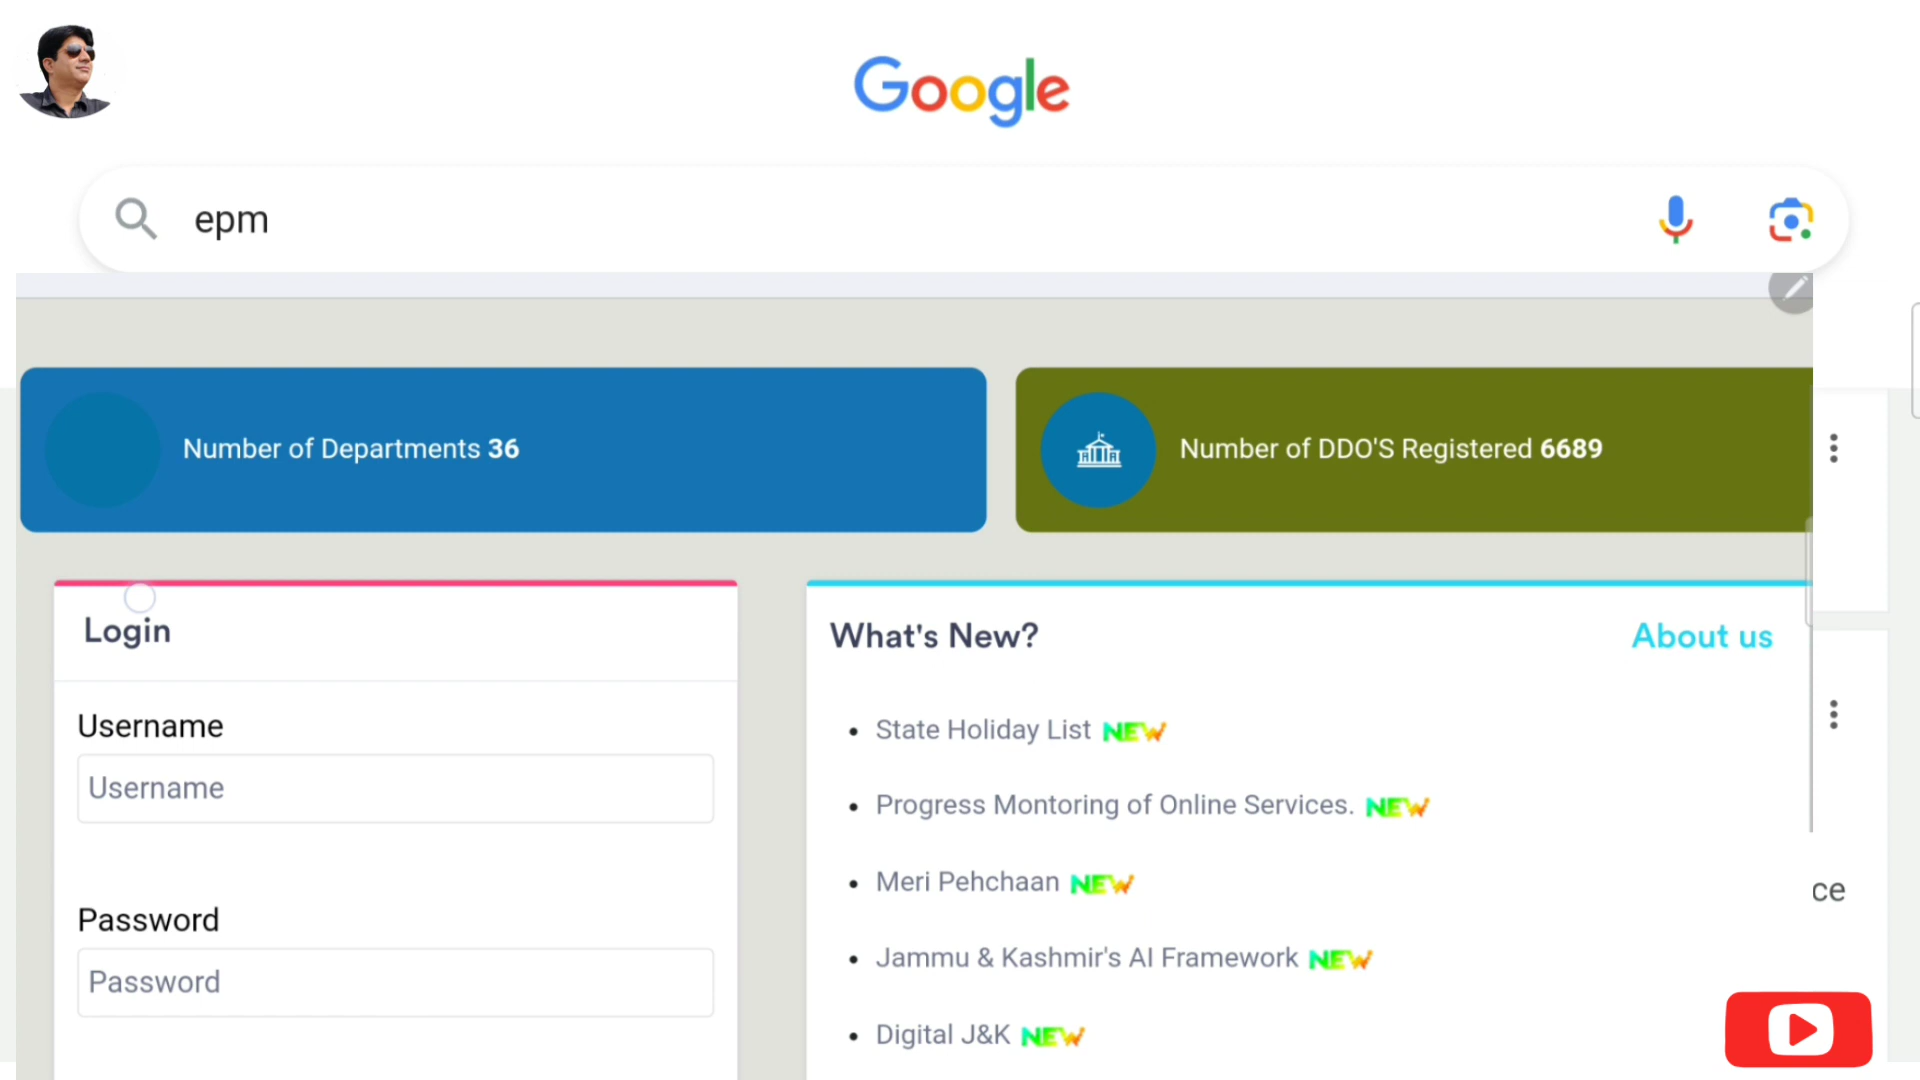 Google
epm
Number of Departments 36
Number of DDO'S Registered 6689
Login
Username
Username
Password
Password
What's New?
About us
State Holiday List NEW
Progress Montoring of Online Services. NEW
Meri Pehchaan NEW
Jammu & Kashmir's AI Framework NEW
Digital J&K NEW
ce